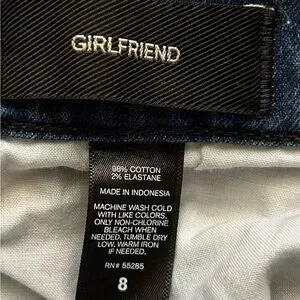 GIRLFRIEND
98% COTTON
2% ELASTANE
MADE IN INDONESIA
MACHINE WASH COLD
WITH LIKE COLORS,
ONLY NON-CHLORINE
BLEACH WHEN
NEEDED, TUMBLE DRY
LOW, WARM IRON
IF NEEDED.
RN# 55285
8